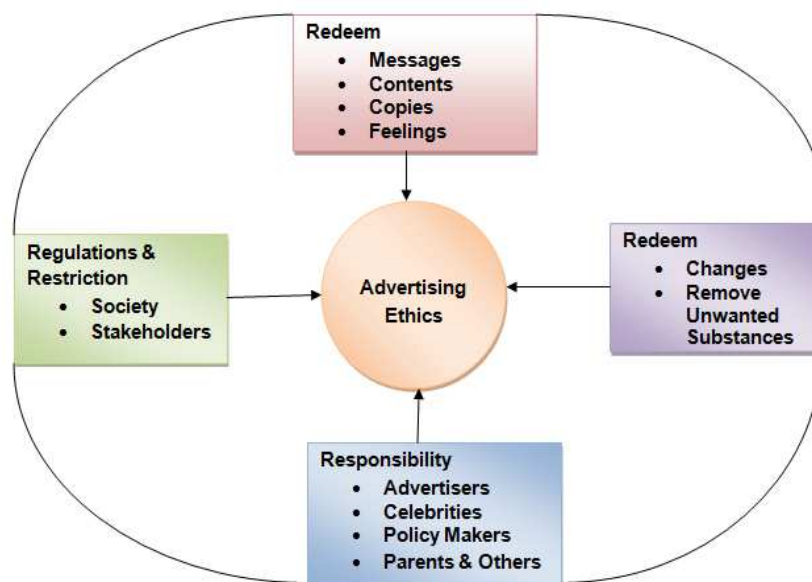 Redeem
• Messages
• Contents
• Copies
• Feelings
Regulations &
Restriction
• Society
• Stakeholders
Advertising
Ethics
Redeem
• Changes
• Remove
Unwanted
Substances
Responsibility
• Advertisers
• Celebrities
• Policy Makers
• Parents & Others